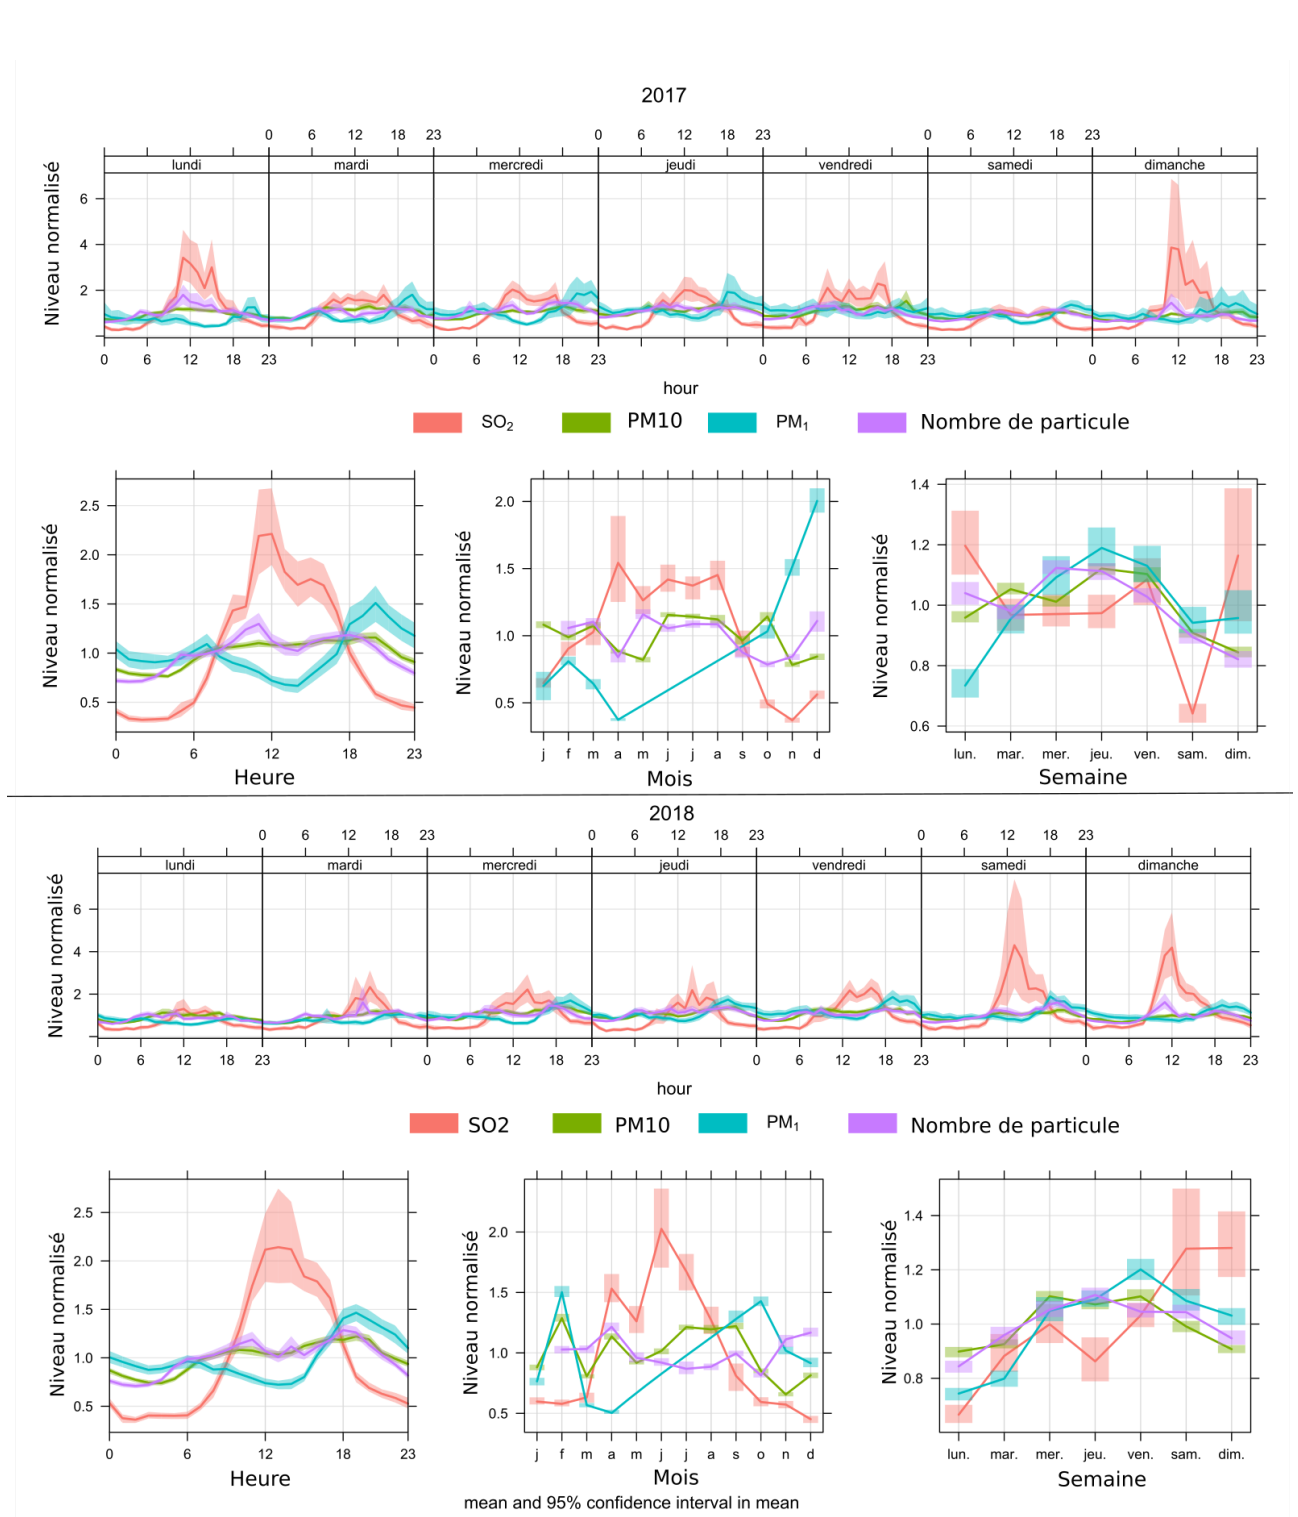 2017
0 6 12 18 23 0 6 12 18 23 0 6 12 18 23
lundi mardi mercredi jeudi vendredi samedi dimanche
Niveau normalisé
6
4
2
0 6 12 18 23 0 6 12 18 23 0 6 12 18 23 0 6 12 18 23
hour
SO2 PM10 PM1 Nombre de particule
Niveau normalisé
2.5
2.0
1.5
1.0
0.5
0 6 12 18 23
Heure
Niveau normalisé
2.0
1.5
1.0
0.5
j f m a m j j a s o n d
Mois
Niveau normalisé
1.4
1.2
1.0
0.8
0.6
lun. mar. mer. jeu. ven. sam. dim.
Semaine
2018
0 6 12 18 23 0 6 12 18 23 0 6 12 18 23
lundi mardi mercredi jeudi vendredi samedi dimanche
Niveau normalisé
6
4
2
0 6 12 18 23 0 6 12 18 23 0 6 12 18 23 0 6 12 18 23
hour
SO2 PM10 PM1 Nombre de particule
Niveau normalisé
2.5
2.0
1.5
1.0
0.5
0 6 12 18 23
Heure
Niveau normalisé
2.0
1.5
1.0
0.5
j f m a m j j a s o n d
Mois
Niveau normalisé
1.4
1.2
1.0
0.8
lun. mar. mer. jeu. ven. sam. dim.
Semaine
mean and 95% confidence interval in mean